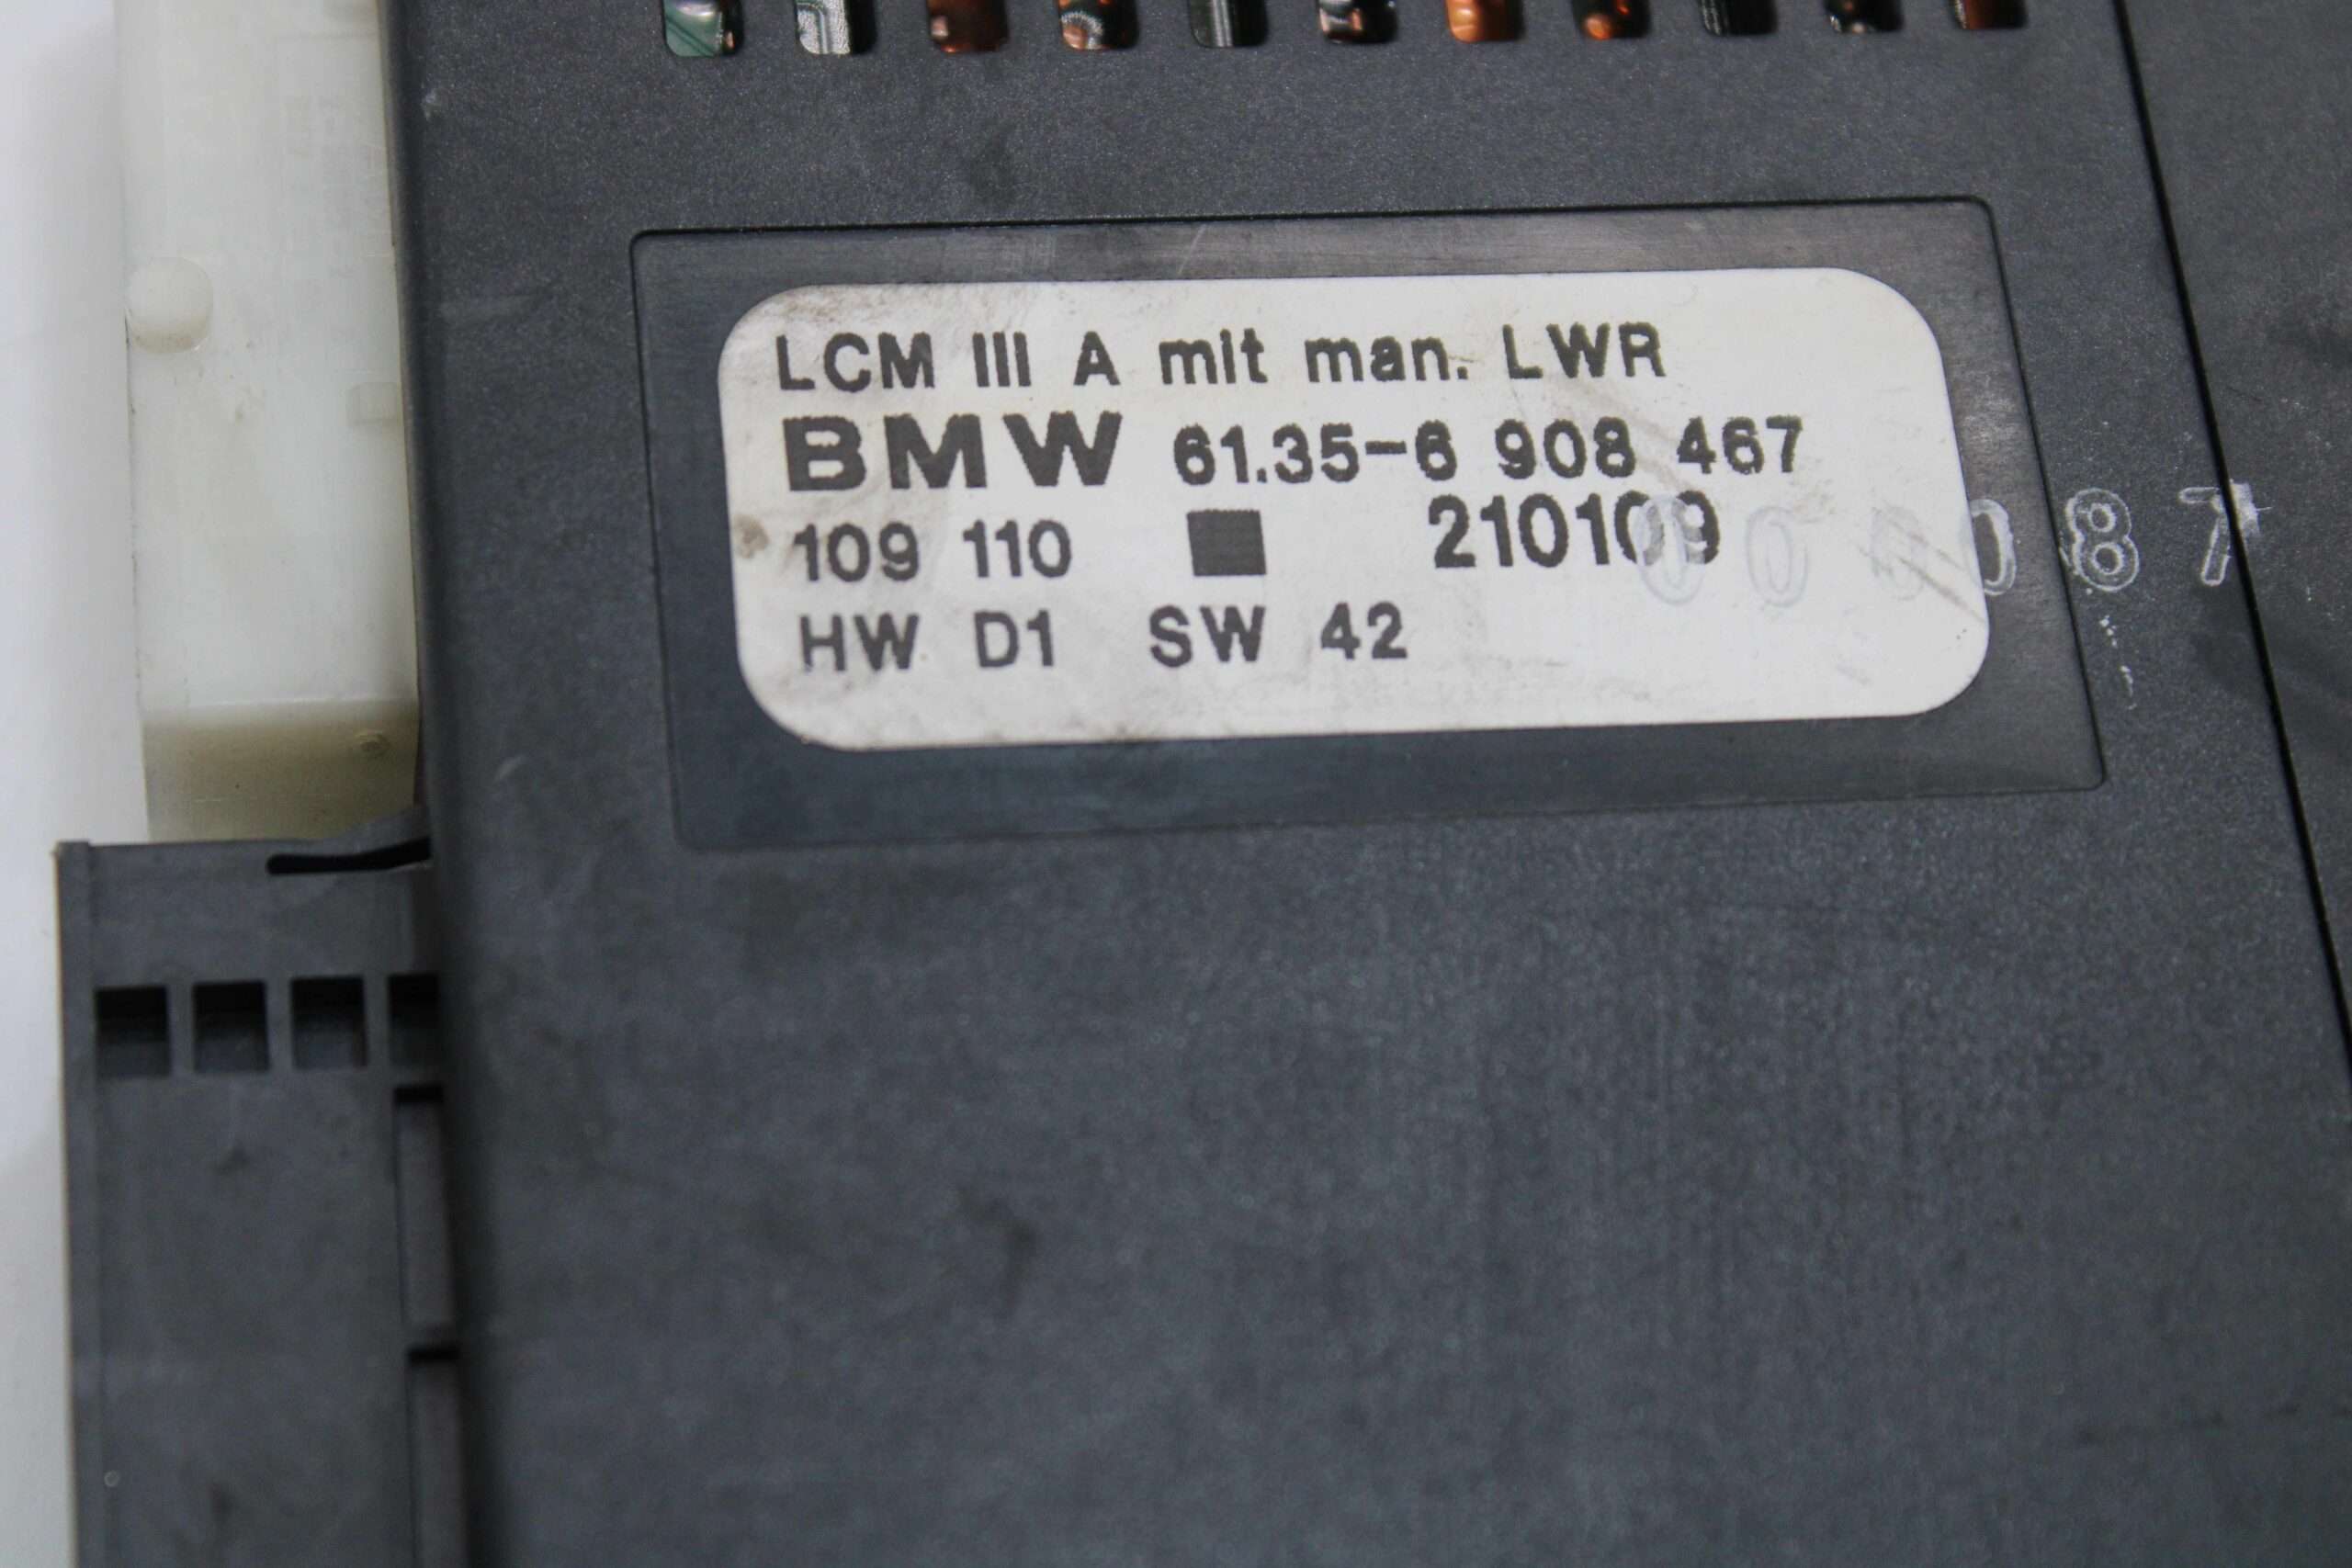 LCM III A mit man. LWR
BMW 61.35-6 908 467
109 110 ■ 210109
HW D1 SW 42